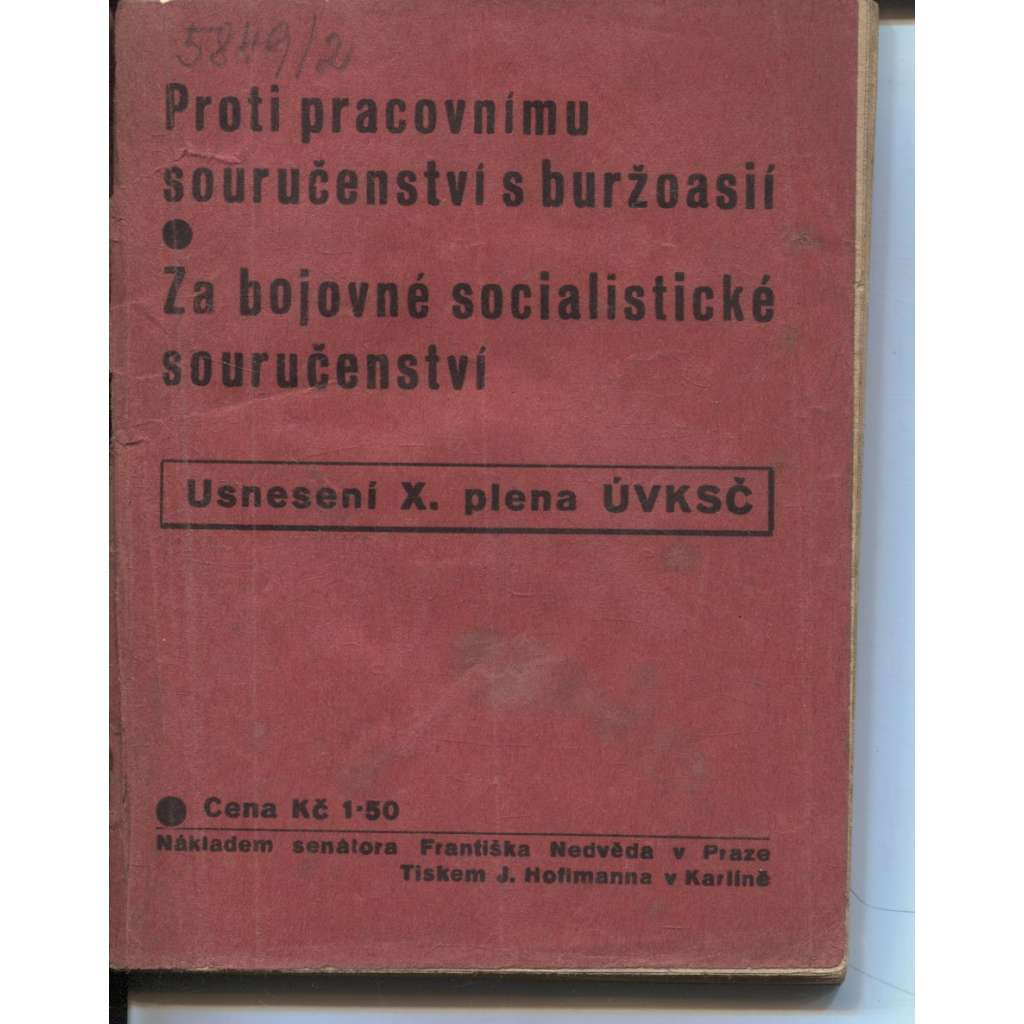 5849/2
Proti pracovnímu
souručenství s buržoasií
Za bojovné socialistické
souručenství
Usnesení X. plena ÚVKSČ
Cena Kč 1·50
Nákladem senátora Františka Nedvěda v Praze
Tiskem J. Hoffmanna v Karlíně